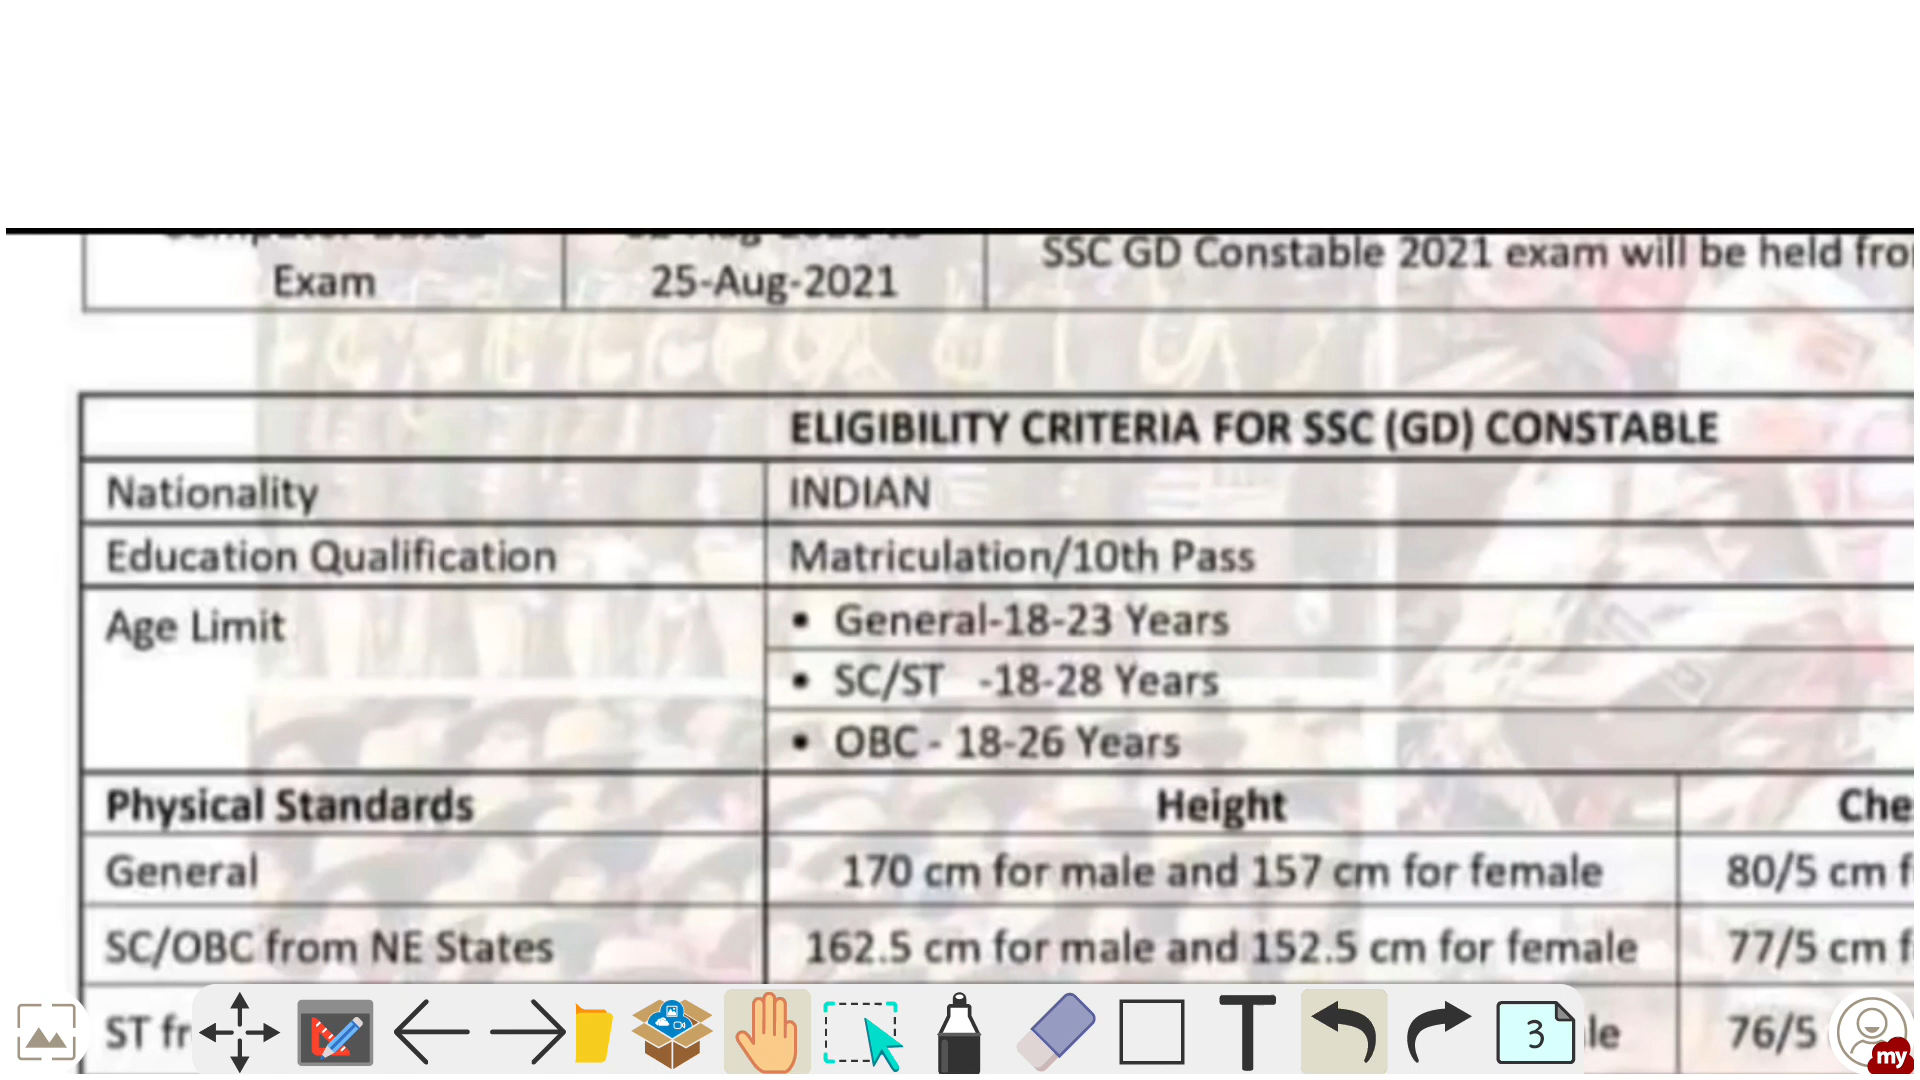 Exam
25-Aug-2021
SSC GD Constable 2021 exam will be held
ELIGIBILITY CRITERIA FOR SSC (GD) CONSTABLE
Nationality
INDIAN
Education Qualification
Matriculation/10th Pass
Age Limit
• General-18-23 Years
• SC/ST -18-28 Years
• OBC - 18-26 Years
Physical Standards
Height
General
170 cm for male and 157 cm for female
80/5 cm
SC/OBC from NE States
162.5 cm for male and 152.5 cm for female
77/5 cm
ST
76/5
3
my